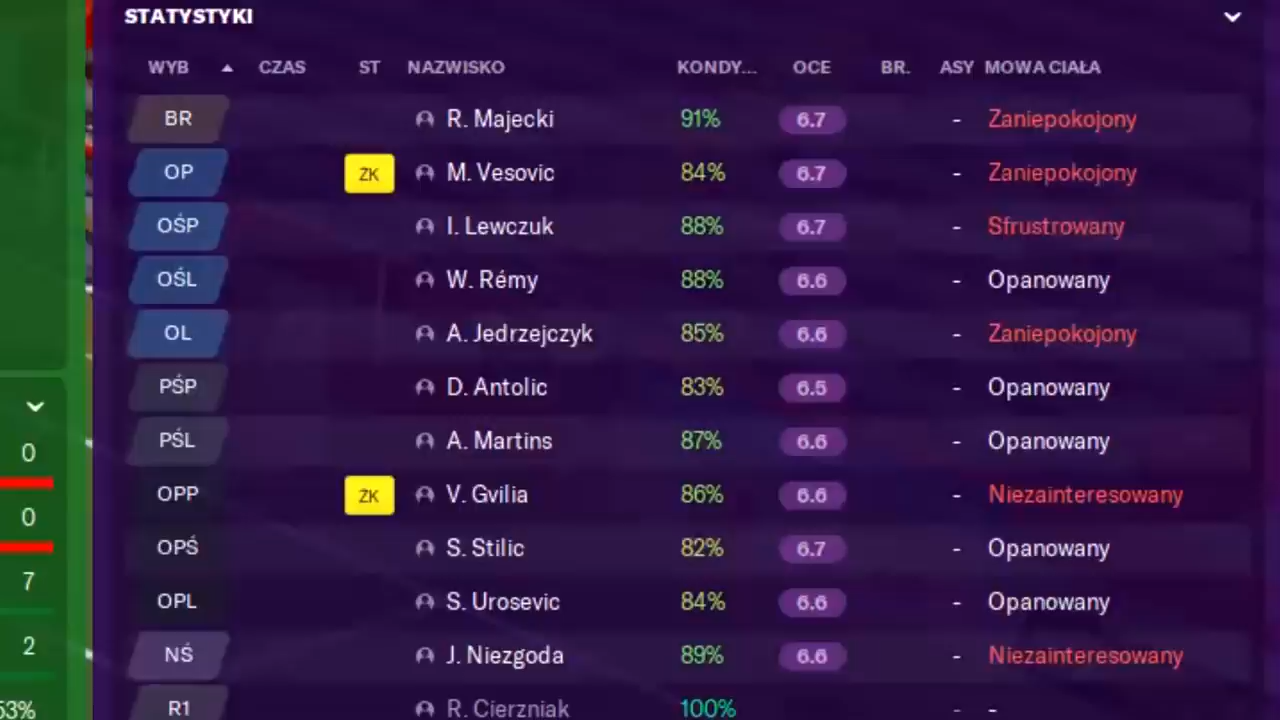 STATYSTYKI
WYB CZAS ST NAZWISKO KONDY... OCE BR. ASY MOWA CIAŁA
BR R. Majecki 91% 6.7 - Zaniepokojony
OP ŻK M. Vesovic 84% 6.7 - Zaniepokojony
OŚP I. Lewczuk 88% 6.7 - Sfrustrowany
OŚL W. Rémy 88% 6.6 - Opanowany
OL A. Jedrzejczyk 85% 6.6 - Zaniepokojony
PŚP D. Antolic 83% 6.5 - Opanowany
PŚL A. Martins 87% 6.6 - Opanowany
0
OPP ŻK V. Gvilia 86% 6.6 - Niezainteresowany
0
OPŚ S. Stilic 82% 6.7 - Opanowany
7
OPL S. Urosevic 84% 6.6 - Opanowany
2
NŚ J. Niezgoda 89% 6.6 - Niezainteresowany
53%
R1 R. Cierzniak 100% - -